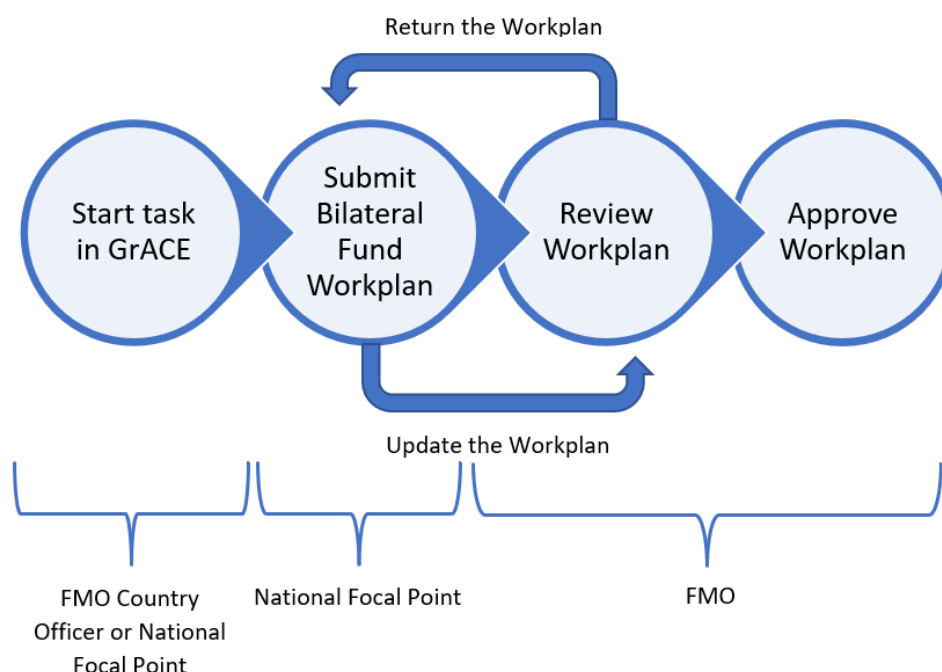 Return the Workplan
Start task
in GrACE
Submit
Bilateral
Fund
Workplan
Review
Workplan
Approve
Workplan
Update the Workplan
FMO Country
Officer or National
Focal Point
National Focal Point
FMO